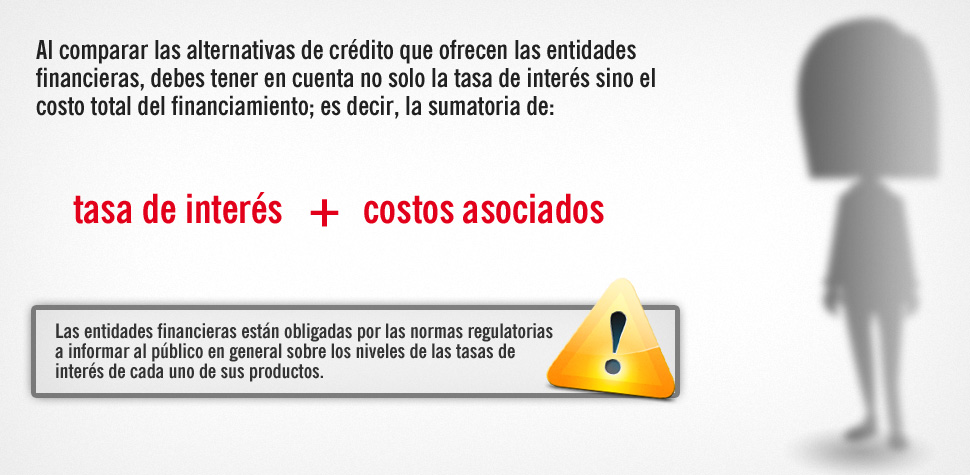 Al comparar las alternativas de crédito que ofrecen las entidades
financieras, debes tener en cuenta no solo la tasa de interés sino el
costo total del financiamiento; es decir, la sumatoria de:
tasa de interés + costos asociados
Las entidades financieras están obligadas por las normas regulatorias
a informar al público en general sobre los niveles de las tasas de
interés de cada uno de sus productos.